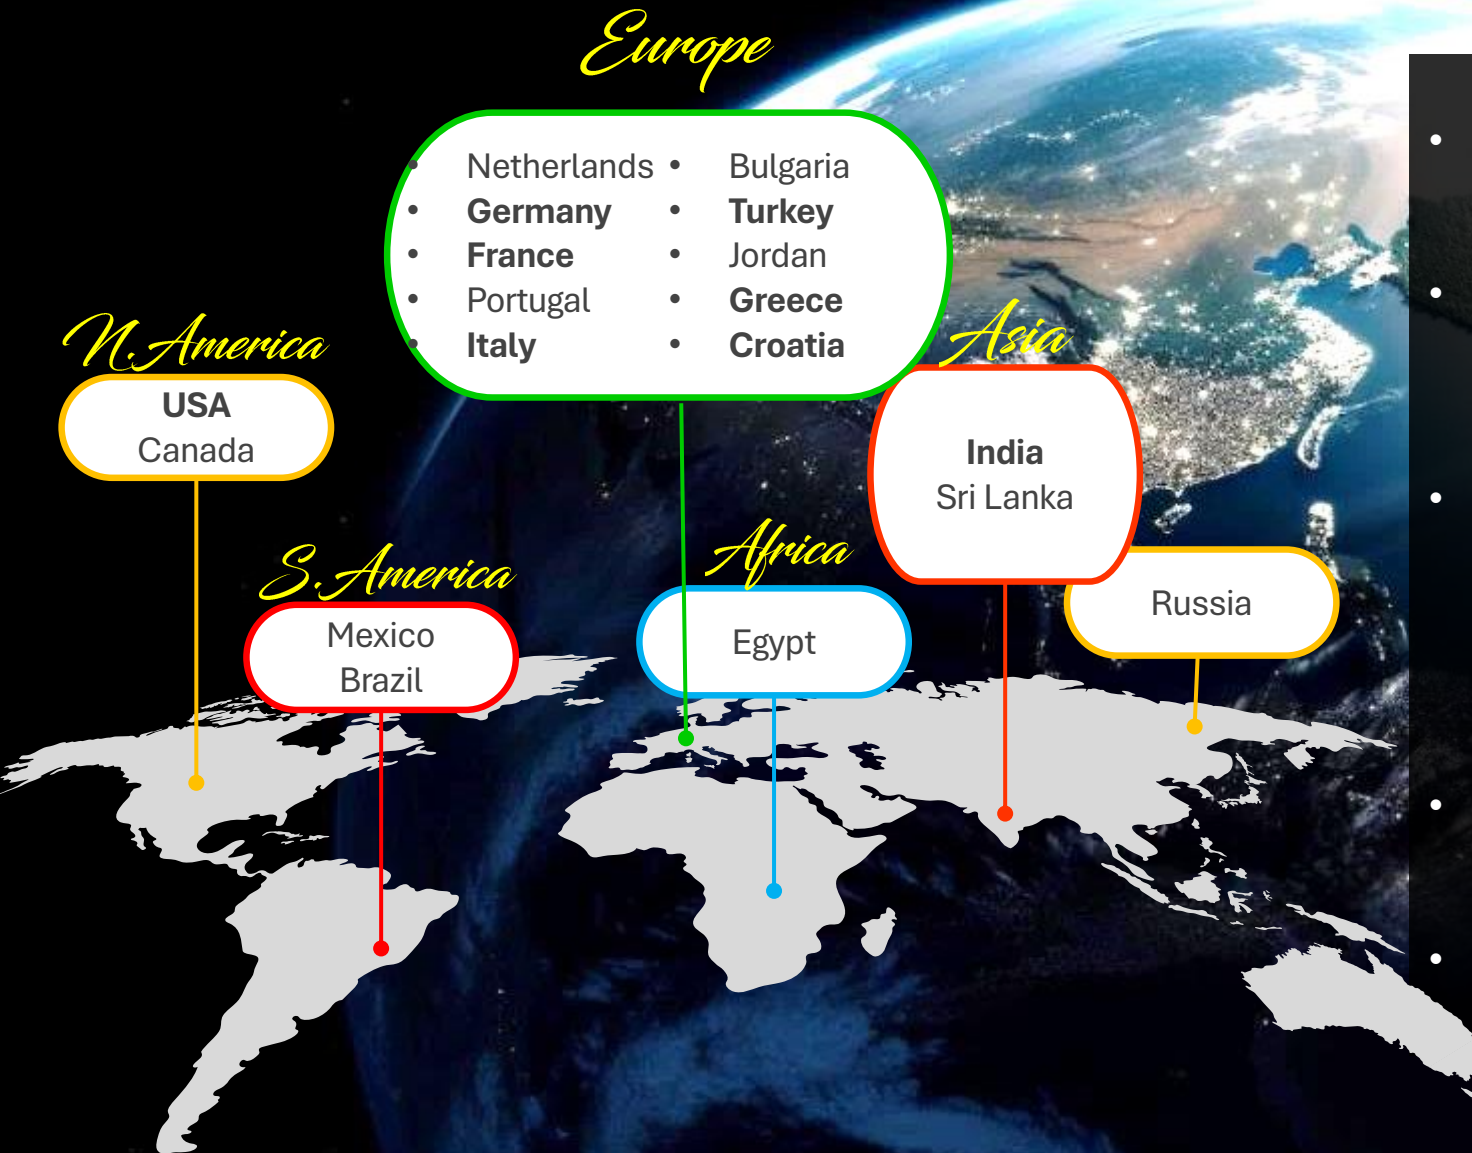 Europe
• Netherlands
• Germany
• France
• Portugal
• Italy
• Bulgaria
• Turkey
• Jordan
• Greece
• Croatia
N. America
USA
Canada
Asia
India
Sri Lanka
S. America
Mexico
Brazil
Africa
Egypt
Russia
•
•
•
•
•